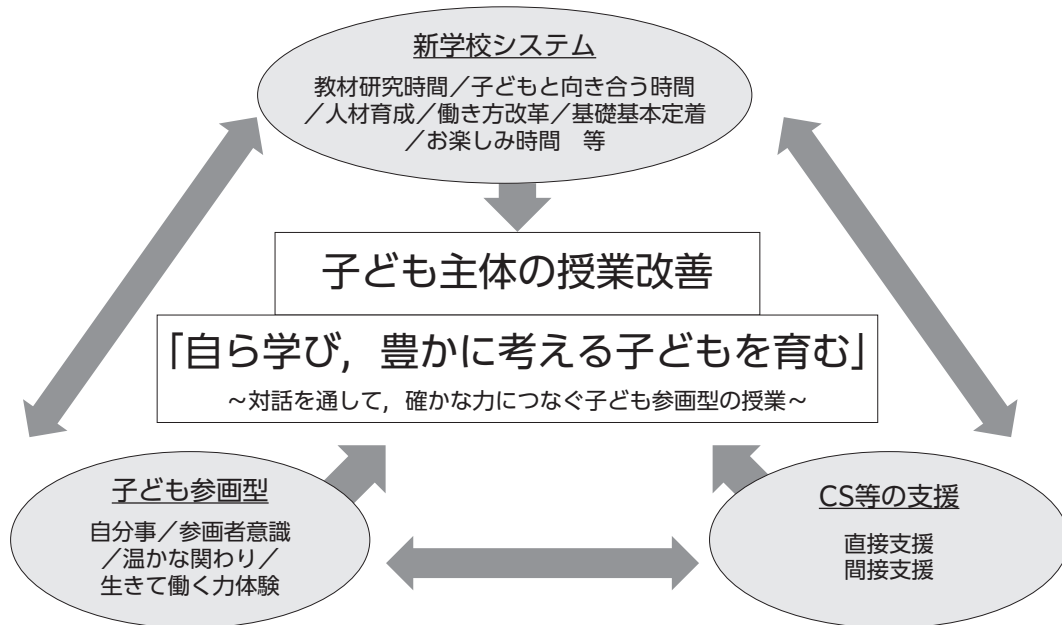 新学校システム
教材研究時間／子どもと向き合う時間
／人材育成／働き方改革／基礎基本定着
／お楽しみ時間　等
子ども主体の授業改善
「自ら学び，豊かに考える子どもを育む」
～対話を通して，確かな力につなぐ子ども参画型の授業～
子ども参画型
自分事／参画者意識
／温かな関わり／
生きて働く力体験
CS等の支援
直接支援
間接支援